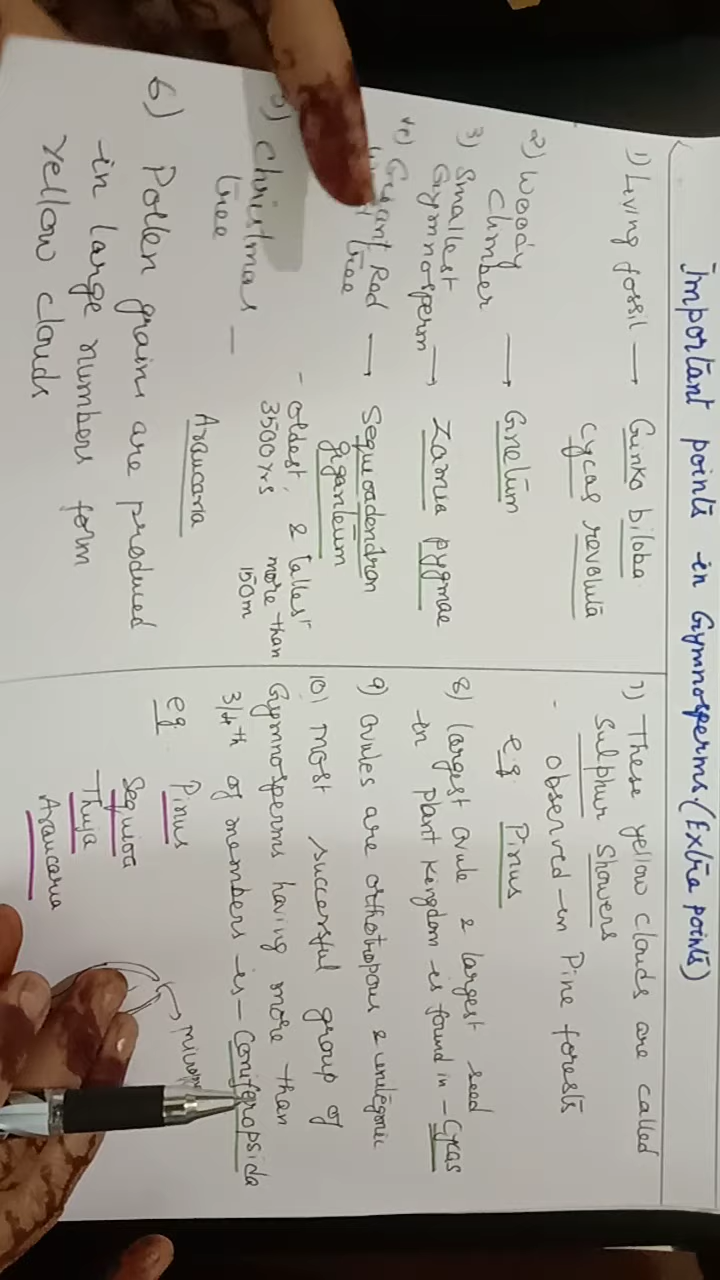 Important points in Gymnosperms (Extra points)
1) Living fossil → Ginko biloba
Cycas revoluta
2) Woody
climber → Gnetum
3) Smallest
Gymnosperm → Zamia pygmae
Giant Red → Sequoadendron
tree giganteum
- oldest, & tallest
3500 yrs more than
150m
5) Christmas -
tree
Araucaria
6) Pollen grains are produced
in large numbers form
yellow clouds
7) These yellow clouds are called
Sulphur Showers
- observed in Pine forests
e.g. Pinus
8) largest ovule & largest seed
in plant kingdom is found in - Cycas
9) ovules are orthotropous & unitegmic
10) most successful group of
Gymnosperms having more than
3/4th of members is - Coniferopsida
eg. Pinus
Sequioa
Thuja
Araucaria